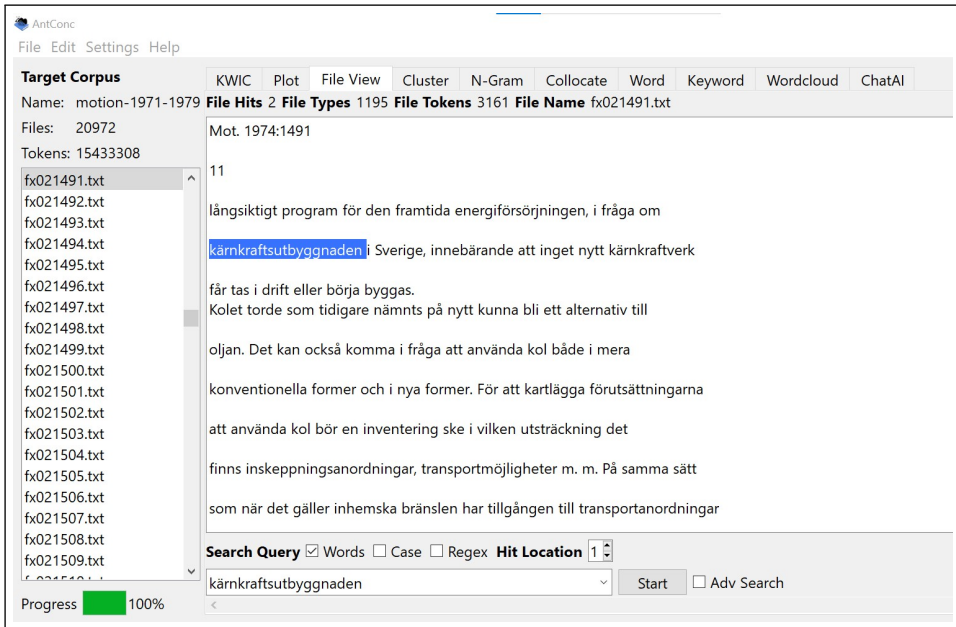 AntConc
File Edit Settings Help
Target Corpus
Name: motion-1971-1979
Files: 20972
Tokens: 15433308
fx021491.txt
fx021492.txt
fx021493.txt
fx021494.txt
fx021495.txt
fx021496.txt
fx021497.txt
fx021498.txt
fx021499.txt
fx021500.txt
fx021501.txt
fx021502.txt
fx021503.txt
fx021504.txt
fx021505.txt
fx021506.txt
fx021507.txt
fx021508.txt
fx021509.txt
Progress 100%
KWIC Plot File View Cluster N-Gram Collocate Word Keyword Wordcloud ChatAI
File Hits 2 File Types 1195 File Tokens 3161 File Name fx021491.txt
Mot. 1974:1491
11
långsiktigt program för den framtida energiförsörjningen, i fråga om
kärnkraftsutbyggnaden i Sverige, innebärande att inget nytt kärnkraftverk
får tas i drift eller börja byggas.
Kolet torde som tidigare nämnts på nytt kunna bli ett alternativ till
oljan. Det kan också komma i fråga att använda kol både i mera
konventionella former och i nya former. För att kartlägga förutsättningarna
att använda kol bör en inventering ske i vilken utsträckning det
finns inskeppningsanordningar, transportmöjligheter m. m. På samma sätt
som när det gäller inhemska bränslen har tillgången till transportanordningar
Search Query Words Case Regex Hit Location 1
kärnkraftsutbyggnaden Start Adv Search